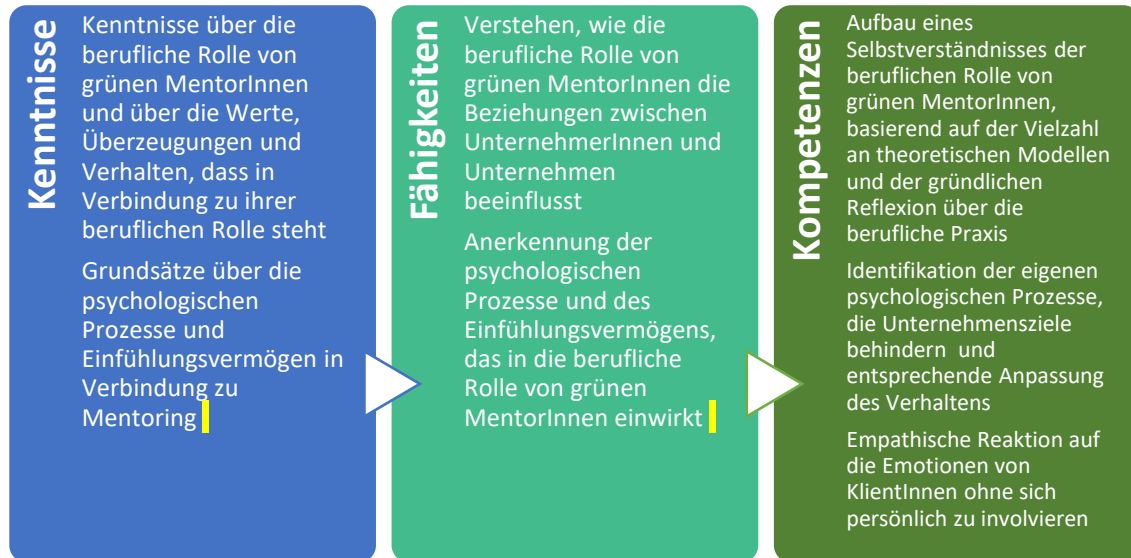 Kenntnisse
Kenntnisse über die
berufliche Rolle von
grünen MentorInnen
und über die Werte,
Überzeugungen und
Verhalten, dass in
Verbindung zu ihrer
beruflichen Rolle steht
Grundsätze über die
psychologischen
Prozesse und
Einfühlungsvermögen in
Verbindung zu
Mentoring
Fähigkeiten
Verstehen, wie die
berufliche Rolle von
grünen MentorInnen die
Beziehungen zwischen
UnternehmerInnen und
Unternehmen
beeinflusst
Anerkennung der
psychologischen
Prozesse und des
Einfühlungsvermögens,
das in die berufliche
Rolle von grünen
MentorInnen einwirkt
Kompetenzen
Aufbau eines
Selbstverständnisses der
beruflichen Rolle von
grünen MentorInnen,
basierend auf der Vielzahl
an theoretischen Modellen
und der gründlichen
Reflexion über die
berufliche Praxis
Identifikation der eigenen
psychologischen Prozesse,
die Unternehmensziele
behindern und
entsprechende Anpassung
des Verhaltens
Empathische Reaktion auf
die Emotionen von
KlientInnen ohne sich
persönlich zu involvieren